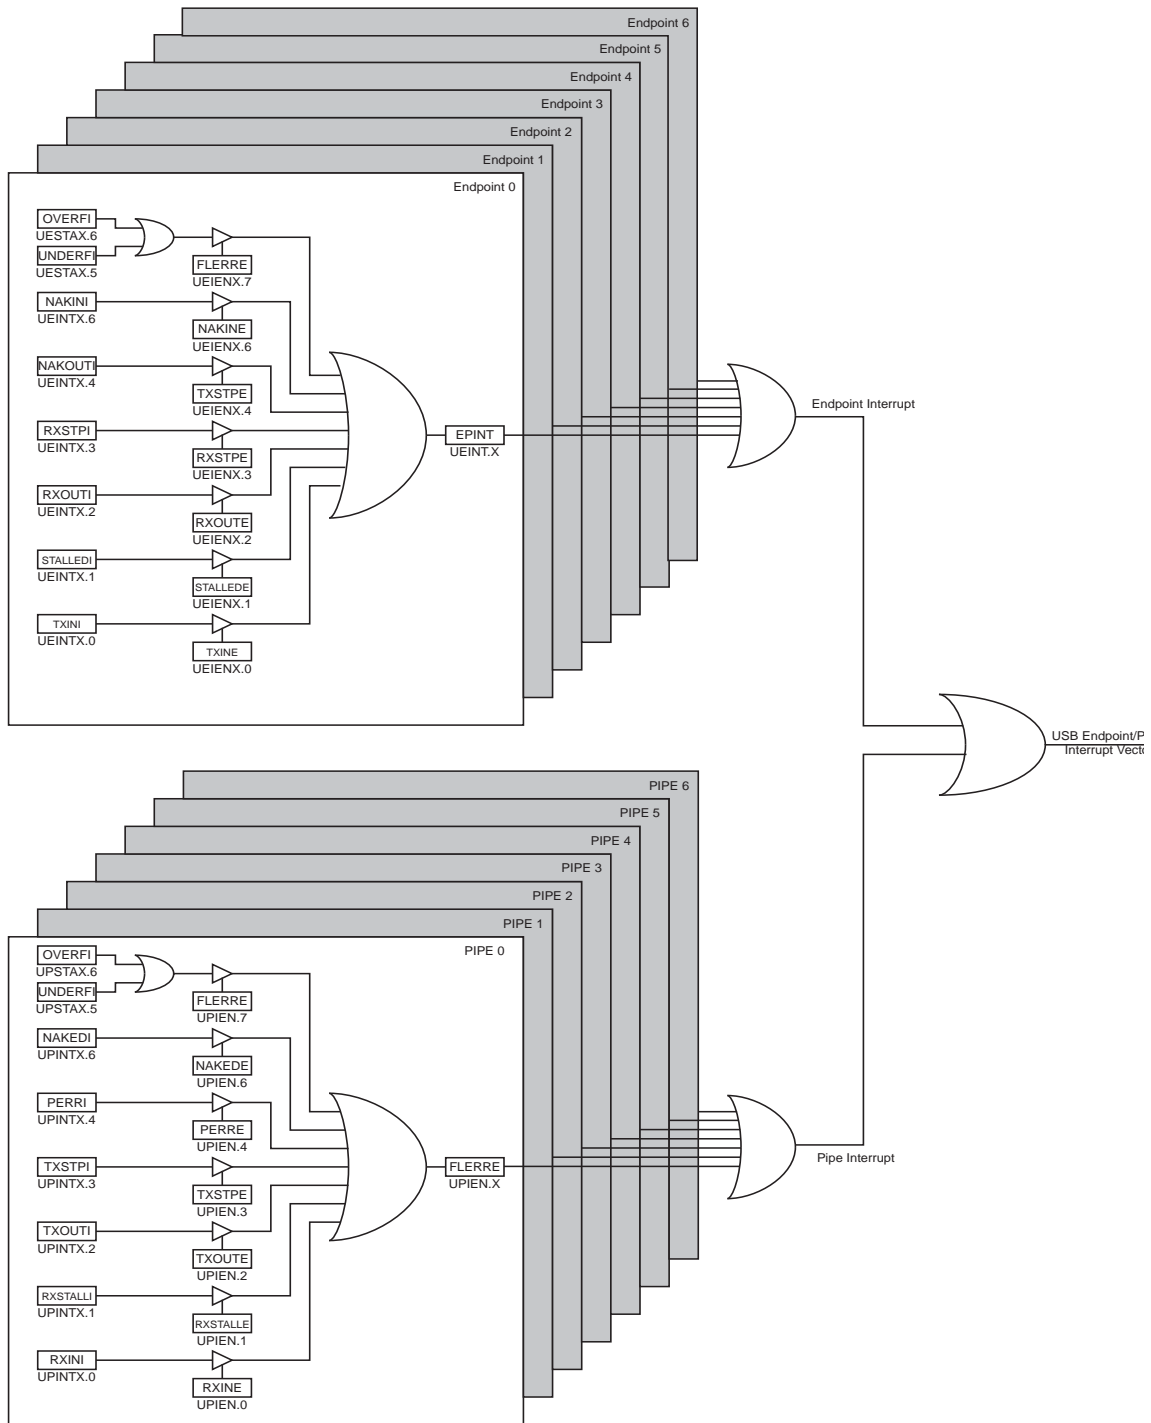 Endpoint 6
Endpoint 5
Endpoint 4
Endpoint 3
Endpoint 2
Endpoint 1
Endpoint 0
OVERFI
UESTAX.6
UNDERFI
UESTAX.5
FLERRE
UEIENX.7
NAKINI
UEINTX.6
NAKINE
UEIENX.6
NAKOUTI
UEINTX.4
TXSTPE
UEIENX.4
RXSTPI
UEINTX.3
RXSTPE
UEIENX.3
RXOUTI
UEINTX.2
RXOUTE
UEIENX.2
STALLEDI
UEINTX.1
STALLEDE
UEIENX.1
TXINI
UEINTX.0
TXINE
UEIENX.0
EPINT
UEINT.X
Endpoint Interrupt
USB Endpoint/P
Interrupt Vect
PIPE 6
PIPE 5
PIPE 4
PIPE 3
PIPE 2
PIPE 1
PIPE 0
OVERFI
UPSTAX.6
UNDERFI
UPSTAX.5
FLERRE
UPIEN.7
NAKEDI
UPINTX.6
NAKEDE
UPIEN.6
PERRI
UPINTX.4
PERRE
UPIEN.4
TXSTPI
UPINTX.3
TXSTPE
UPIEN.3
TXOUTI
UPINTX.2
TXOUTE
UPIEN.2
RXSTALLI
UPINTX.1
RXSTALLE
UPIEN.1
RXINI
UPINTX.0
RXINE
UPIEN.0
FLERRE
UPIEN.X
Pipe Interrupt